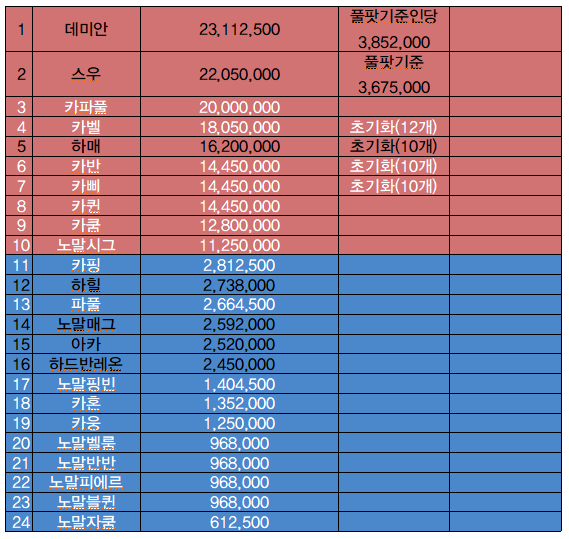 1 데미안 23,112,500 풀팟기준인당
3,852,000
2 스우 22,050,000 풀팟기준
3,675,000
3 카파풀 20,000,000
4 카벨 18,050,000 초기화(12개)
5 하매 16,200,000 초기화(10개)
6 카반 14,450,000 초기화(10개)
7 카삐 14,450,000 초기화(10개)
8 카퀸 14,450,000
9 카쿰 12,800,000
10 노말시그 11,250,000
11 카핑 2,812,500
12 하힐 2,738,000
13 파풀 2,664,500
14 노말매그 2,592,000
15 아카 2,520,000
16 하드반레온 2,450,000
17 노말핑빈 1,404,500
18 카혼 1,352,000
19 카웅 1,250,000
20 노말벨룸 968,000
21 노말반반 968,000
22 노말피에르 968,000
23 노말블퀸 968,000
24 노말자쿰 612,500